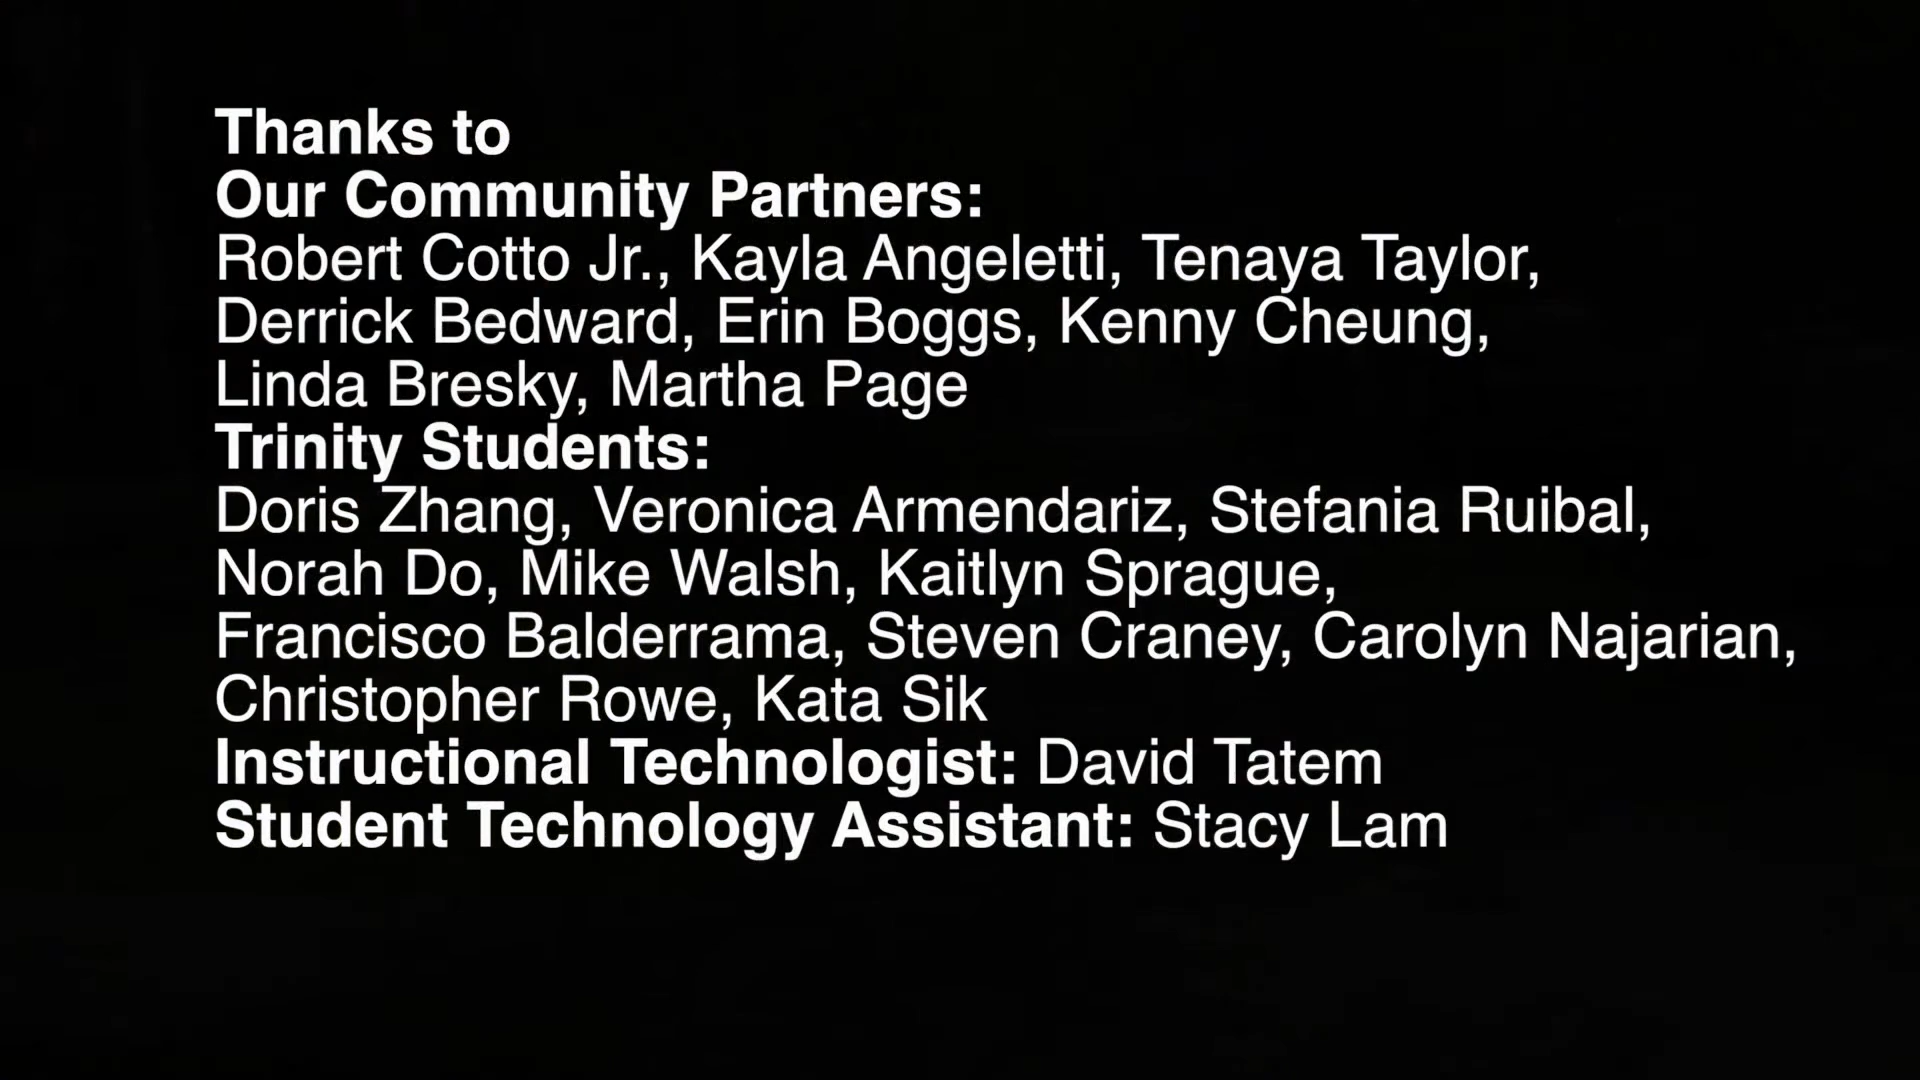 Thanks to
Our Community Partners:
Robert Cotto Jr., Kayla Angeletti, Tenaya Taylor,
Derrick Bedward, Erin Boggs, Kenny Cheung,
Linda Bresky, Martha Page
Trinity Students:
Doris Zhang, Veronica Armendariz, Stefania Ruibal,
Norah Do, Mike Walsh, Kaitlyn Sprague,
Francisco Balderrama, Steven Craney, Carolyn Najarian,
Christopher Rowe, Kata Sik
Instructional Technologist: David Tatem
Student Technology Assistant: Stacy Lam